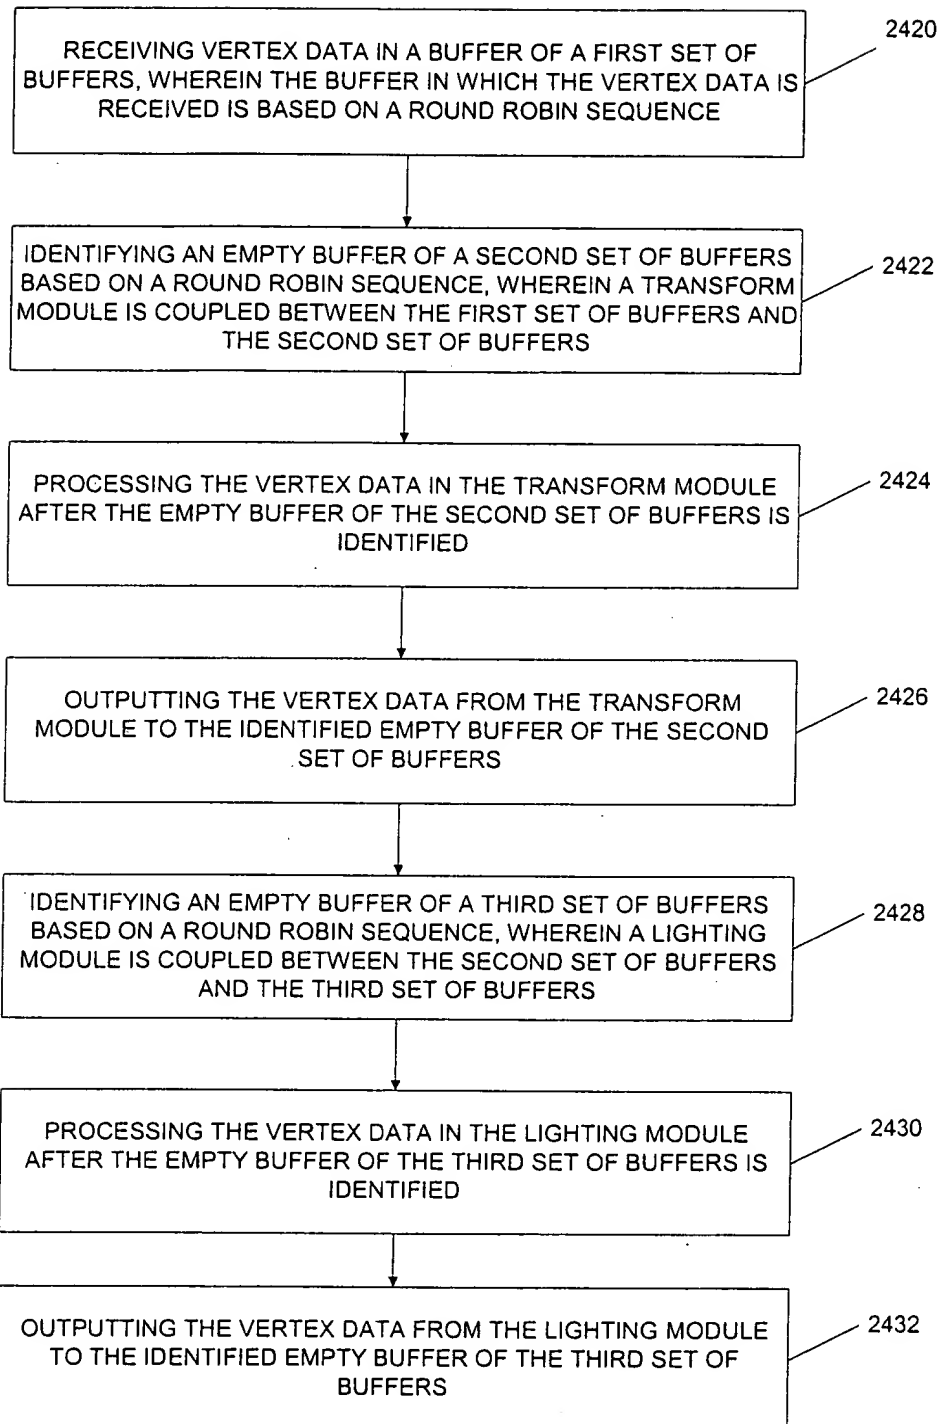 RECEIVING VERTEX DATA IN A BUFFER OF A FIRST SET OF
BUFFERS, WHEREIN THE BUFFER IN WHICH THE VERTEX DATA IS
RECEIVED IS BASED ON A ROUND ROBIN SEQUENCE
2420
IDENTIFYING AN EMPTY BUFFER OF A SECOND SET OF BUFFERS
BASED ON A ROUND ROBIN SEQUENCE, WHEREIN A TRANSFORM
MODULE IS COUPLED BETWEEN THE FIRST SET OF BUFFERS AND
THE SECOND SET OF BUFFERS
2422
PROCESSING THE VERTEX DATA IN THE TRANSFORM MODULE
AFTER THE EMPTY BUFFER OF THE SECOND SET OF BUFFERS IS
IDENTIFIED
2424
OUTPUTTING THE VERTEX DATA FROM THE TRANSFORM
MODULE TO THE IDENTIFIED EMPTY BUFFER OF THE SECOND
SET OF BUFFERS
2426
IDENTIFYING AN EMPTY BUFFER OF A THIRD SET OF BUFFERS
BASED ON A ROUND ROBIN SEQUENCE, WHEREIN A LIGHTING
MODULE IS COUPLED BETWEEN THE SECOND SET OF BUFFERS
AND THE THIRD SET OF BUFFERS
2428
PROCESSING THE VERTEX DATA IN THE LIGHTING MODULE
AFTER THE EMPTY BUFFER OF THE THIRD SET OF BUFFERS IS
IDENTIFIED
2430
OUTPUTTING THE VERTEX DATA FROM THE LIGHTING MODULE
TO THE IDENTIFIED EMPTY BUFFER OF THE THIRD SET OF
BUFFERS
2432